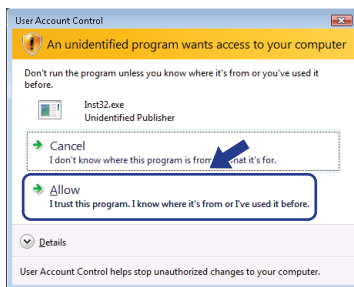 User Account Control
An unidentified program wants access to your computer
Don't run the program unless you know where it's from or you've used it
before.
Inst32.exe
Unidentified Publisher
Cancel
I don't know where this program is from what it's for.
Allow
I trust this program. I know where it's from or I've used it before.
Details
User Account Control helps stop unauthorized changes to your computer.